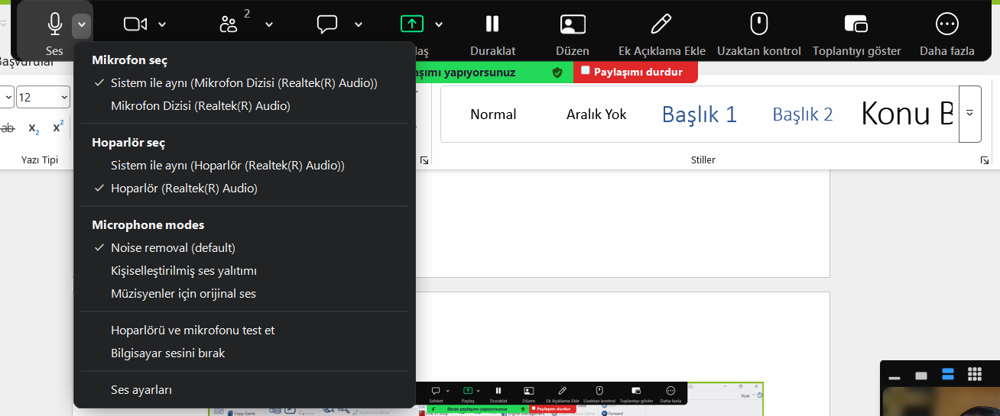 2
Ses
laş
Duraklat
Düzen
Ek Açıklama Ekle
Uzaktan kontrol
Toplantıyı göster
Daha fazla
Başvurular
Mikrofon seç
Sistem ile aynı (Mikrofon Dizisi (Realtek(R) Audio))
Mikrofon Dizisi (Realtek(R) Audio)
Hoparlör seç
Sistem ile aynı (Hoparlör (Realtek(R) Audio))
Hoparlör (Realtek(R) Audio)
Microphone modes
Noise removal (default)
Kişiselleştirilmiş ses yalıtımı
Müzisyenler için orijinal ses
Hoparlörü ve mikrofonu test et
Bilgisayar sesini bırak
Ses ayarları
aşımı yapıyorsunuz
Paylaşımı durdur
12
ab
x2
x2
Yazı Tipi
Normal
Aralık Yok
Başlık 1
Başlık 2
Konu B
Stiller
Sohbet
Paylaş
Duraklat
Düzen
Ek Açıklama Ekle
Uzaktan kontrol
Toplantıyı göster
Daha fazla
Ekran paylaşımı yapıyorsunuz
Paylaşımı durdur
Style
Copy Game
Forward